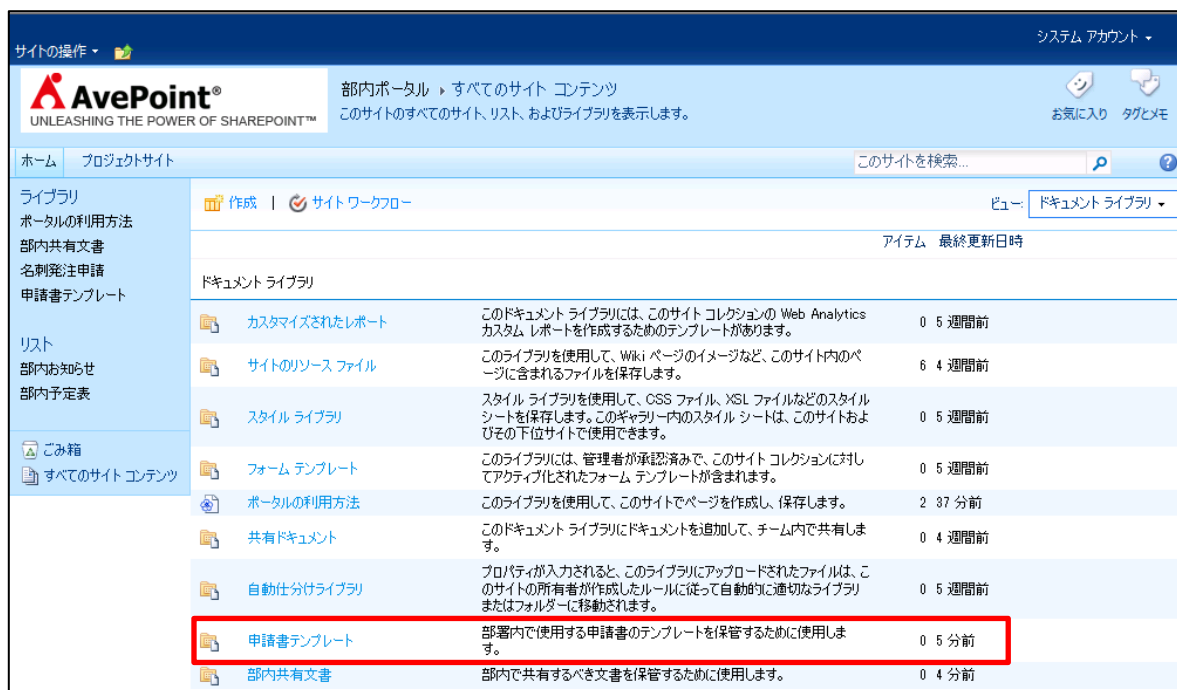 システム アカウント
サイトの操作
AvePoint®
UNLEASHING THE POWER OF SHAREPOINT™
部内ポータル ▸ すべてのサイト コンテンツ
このサイトのすべてのサイト、リスト、およびライブラリを表示します。
お気に入り タグとメモ
ホーム プロジェクトサイト
このサイトを検索...
ライブラリ
ポータルの利用方法
部内共有文書
名刺発注申請
申請書テンプレート
リスト
部内お知らせ
部内予定表
ごみ箱
すべてのサイト コンテンツ
作成 | サイト ワークフロー
ビュー: ドキュメント ライブラリ
アイテム 最終更新日時
ドキュメント ライブラリ
カスタマイズされたレポート
このドキュメント ライブラリには、このサイト コレクションの Web Analytics
カスタム レポートを作成するためのテンプレートがあります。
0 5 週間前
サイトのリソース ファイル
このライブラリを使用して、Wiki ページのイメージなど、このサイト内のペ
ージに含まれるファイルを保存します。
6 4 週間前
スタイル ライブラリ
スタイル ライブラリを使用して、CSS ファイル、XSL ファイルなどのスタイル
シートを保存します。このギャラリー内のスタイル シートは、このサイトおよ
びその下位サイトで使用できます。
0 5 週間前
フォーム テンプレート
このライブラリには、管理者が承認済みで、このサイト コレクションに対し
てアクティブ化されたフォーム テンプレートが含まれます。
0 5 週間前
ポータルの利用方法
このライブラリを使用して、このサイトでページを作成し、保存します。
2 37 分前
共有ドキュメント
このドキュメント ライブラリにドキュメントを追加して、チーム内で共有しま
す。
0 4 週間前
自動仕分けライブラリ
プロパティが入力されると、このライブラリにアップロードされたファイルは、こ
のサイトの所有者が作成したルールに従って自動的に適切なライブラリ
またはフォルダーに移動されます。
0 5 週間前
申請書テンプレート
部署内で使用する申請書のテンプレートを保管するために使用しま
す。
0 5 分前
部内共有文書
部内で共有するべき文書を保管するために使用します。
0 4 分前